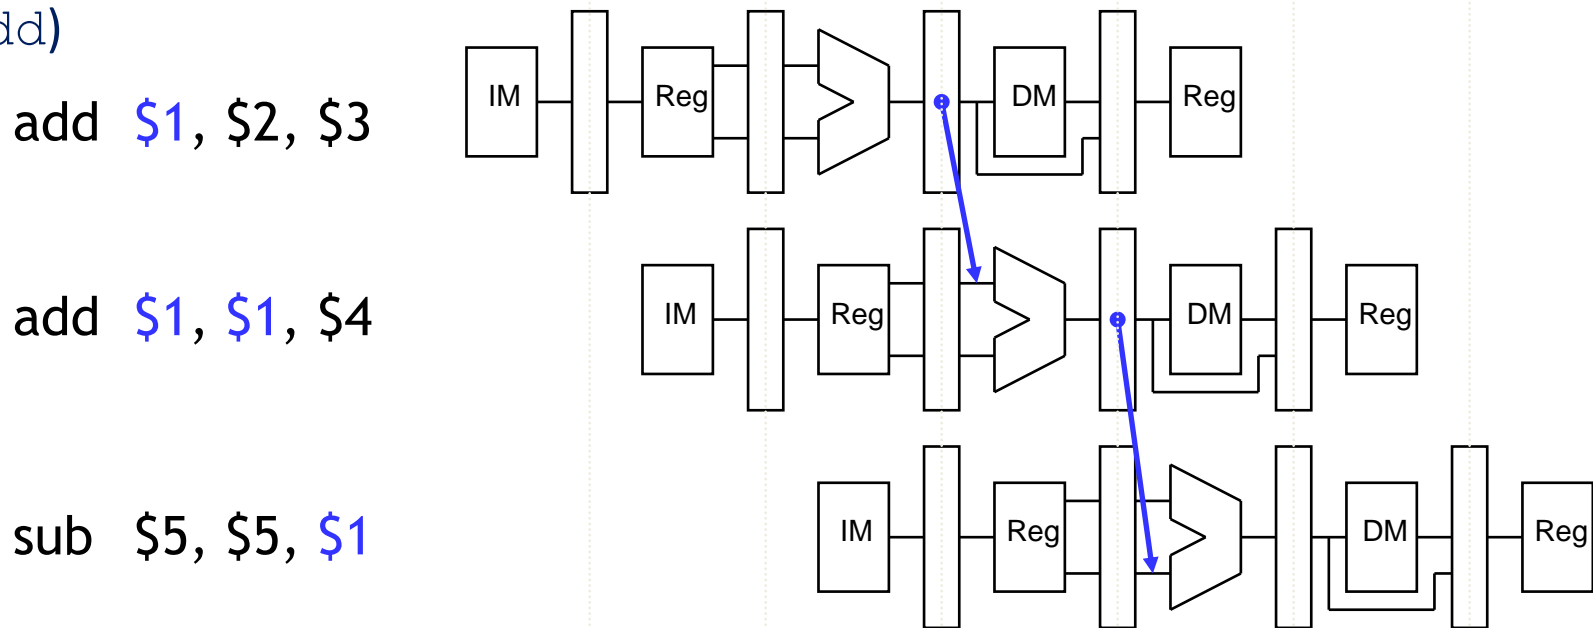 dd)
IM Reg DM Reg
add $1, $2, $3
IM Reg DM Reg
add $1, $1, $4
IM Reg DM Reg
sub $5, $5, $1